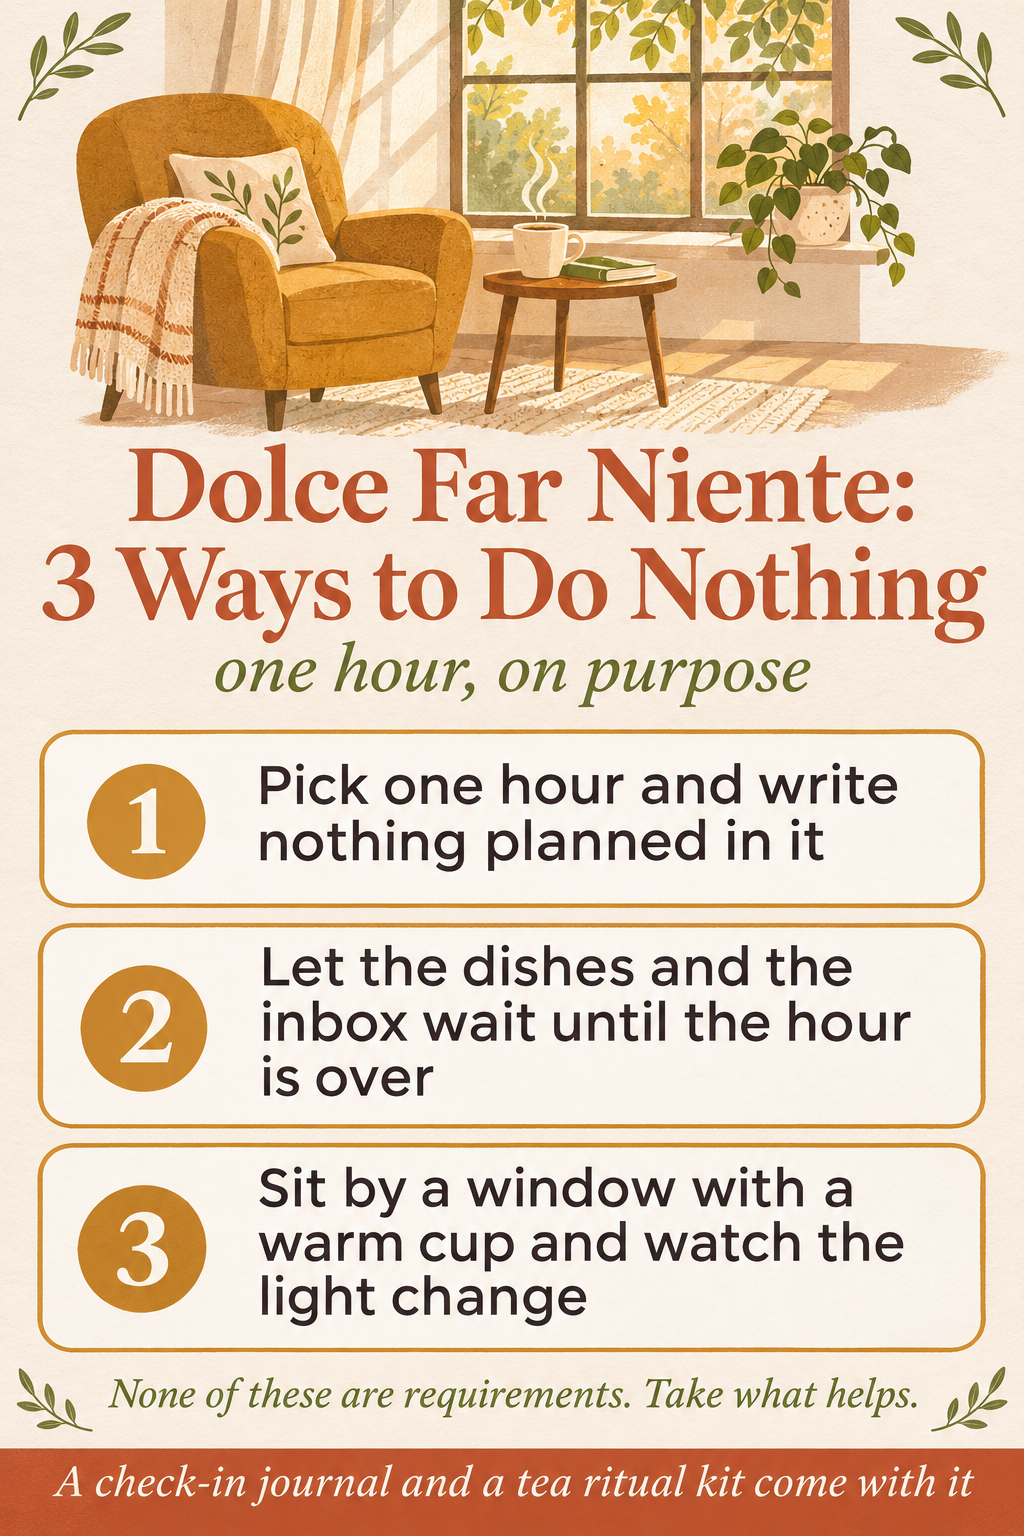 Dolce Far Niente:
3 Ways to Do Nothing
one hour, on purpose
1
Pick one hour and write
nothing planned in it
2
Let the dishes and the
inbox wait until the hour
is over
3
Sit by a window with a
warm cup and watch the
light change
None of these are requirements. Take what helps.
A check-in journal and a tea ritual kit come with it